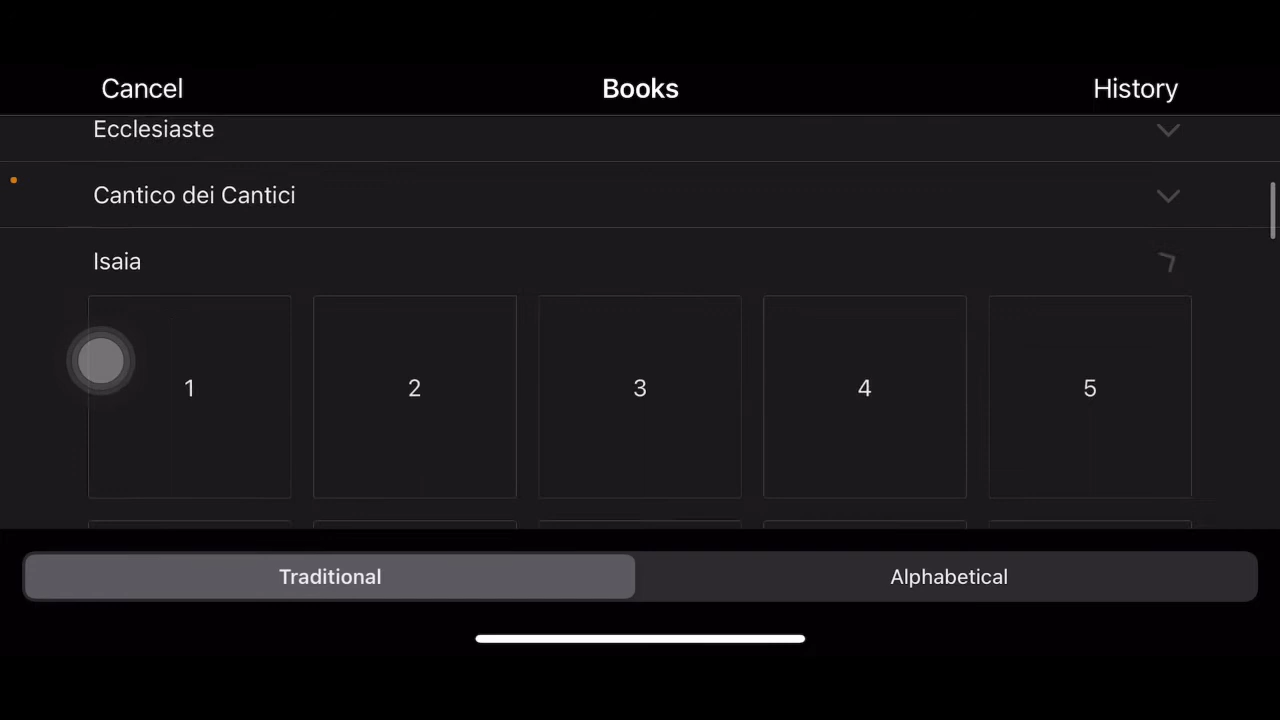 Cancel Books History
Ecclesiaste
Cantico dei Cantici
Isaia
1 2 3 4 5
Traditional Alphabetical